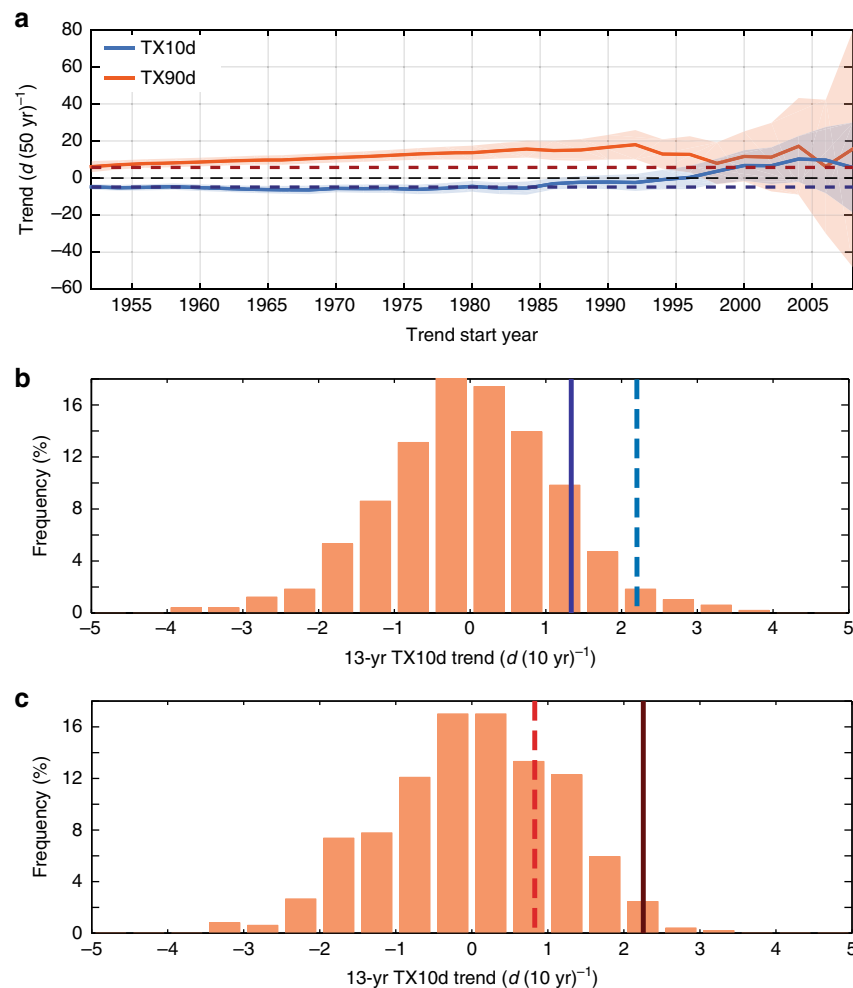 a
80
60
40
20
0
−20
−40
−60
Trend (d (50 yr)⁻¹)
TX10d
TX90d
1955 1960 1965 1970 1975 1980 1985 1990 1995 2000 2005
Trend start year
b
16
12
8
4
0
Frequency (%)
−5 −4 −3 −2 −1 0 1 2 3 4 5
13-yr TX10d trend (d (10 yr)⁻¹)
c
16
12
8
4
0
Frequency (%)
−5 −4 −3 −2 −1 0 1 2 3 4 5
13-yr TX10d trend (d (10 yr)⁻¹)